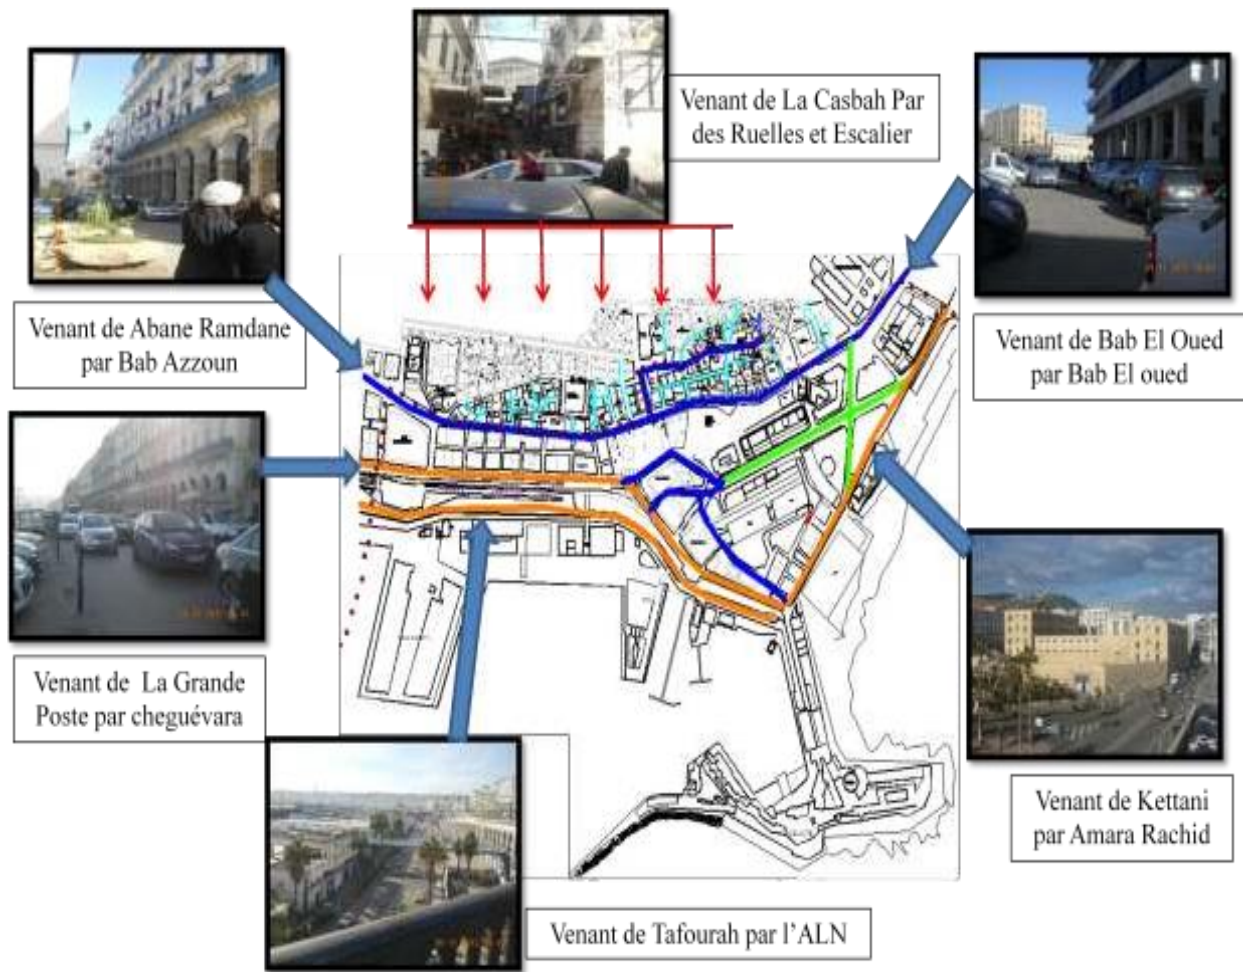 Venant de La Casbah Par
des Ruelles et Escalier
Venant de Abane Ramdane
par Bab Azzoun
Venant de Bab El Oued
par Bab El oued
Venant de La Grande
Poste par cheguévara
Venant de Kettani
par Amara Rachid
Venant de Tafourah par l'ALN